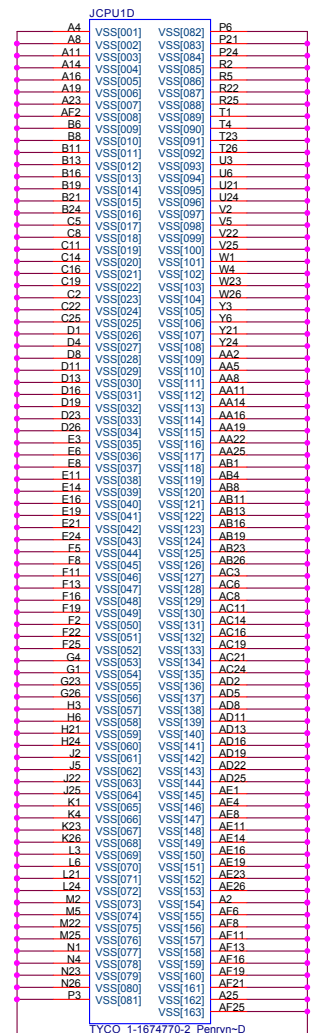 JCPU1D
A4 VSS[001] VSS[082] P6
A8 VSS[002] VSS[083] P21
A11 VSS[003] VSS[084] P24
A14 VSS[004] VSS[085] R2
A16 VSS[005] VSS[086] R5
A19 VSS[006] VSS[087] R22
A23 VSS[007] VSS[088] R25
AF2 VSS[008] VSS[089] T1
B6 VSS[009] VSS[090] T4
B8 VSS[010] VSS[091] T23
B11 VSS[011] VSS[092] T26
B13 VSS[012] VSS[093] U3
B16 VSS[013] VSS[094] U6
B19 VSS[014] VSS[095] U21
B21 VSS[015] VSS[096] U24
B24 VSS[016] VSS[097] V2
C5 VSS[017] VSS[098] V5
C8 VSS[018] VSS[099] V22
C11 VSS[019] VSS[100] V25
C14 VSS[020] VSS[101] W1
C16 VSS[021] VSS[102] W4
C19 VSS[022] VSS[103] W23
C2 VSS[023] VSS[104] W26
C22 VSS[024] VSS[105] Y3
C25 VSS[025] VSS[106] Y6
D1 VSS[026] VSS[107] Y21
D4 VSS[027] VSS[108] Y24
D8 VSS[028] VSS[109] AA2
D11 VSS[029] VSS[110] AA5
D13 VSS[030] VSS[111] AA8
D16 VSS[031] VSS[112] AA11
D19 VSS[032] VSS[113] AA14
D23 VSS[033] VSS[114] AA16
D26 VSS[034] VSS[115] AA19
E3 VSS[035] VSS[116] AA22
E6 VSS[036] VSS[117] AA25
E8 VSS[037] VSS[118] AB1
E11 VSS[038] VSS[119] AB4
E14 VSS[039] VSS[120] AB8
E16 VSS[040] VSS[121] AB11
E19 VSS[041] VSS[122] AB13
E21 VSS[042] VSS[123] AB16
E24 VSS[043] VSS[124] AB19
F5 VSS[044] VSS[125] AB23
F8 VSS[045] VSS[126] AB26
F11 VSS[046] VSS[127] AC3
F13 VSS[047] VSS[128] AC6
F16 VSS[048] VSS[129] AC8
F19 VSS[049] VSS[130] AC11
F2 VSS[050] VSS[131] AC14
F22 VSS[051] VSS[132] AC16
F25 VSS[052] VSS[133] AC19
G4 VSS[053] VSS[134] AC21
G1 VSS[054] VSS[135] AC24
G23 VSS[055] VSS[136] AD2
G26 VSS[056] VSS[137] AD5
H3 VSS[057] VSS[138] AD8
H6 VSS[058] VSS[139] AD11
H21 VSS[059] VSS[140] AD13
H24 VSS[060] VSS[141] AD16
J2 VSS[061] VSS[142] AD19
J5 VSS[062] VSS[143] AD22
J22 VSS[063] VSS[144] AD25
J25 VSS[064] VSS[145] AE1
K1 VSS[065] VSS[146] AE4
K4 VSS[066] VSS[147] AE8
K23 VSS[067] VSS[148] AE11
K26 VSS[068] VSS[149] AE14
L3 VSS[069] VSS[150] AE16
L6 VSS[070] VSS[151] AE19
L21 VSS[071] VSS[152] AE23
L24 VSS[072] VSS[153] AE26
M2 VSS[073] VSS[154] A2
M5 VSS[074] VSS[155] AF6
M22 VSS[075] VSS[156] AF8
M25 VSS[076] VSS[157] AF11
N1 VSS[077] VSS[158] AF13
N4 VSS[078] VSS[159] AF16
N23 VSS[079] VSS[160] AF19
N26 VSS[080] VSS[161] AF21
P3 VSS[081] VSS[162] A25
VSS[163] AF25
TYCO_1-1674770-2_Penryn~D